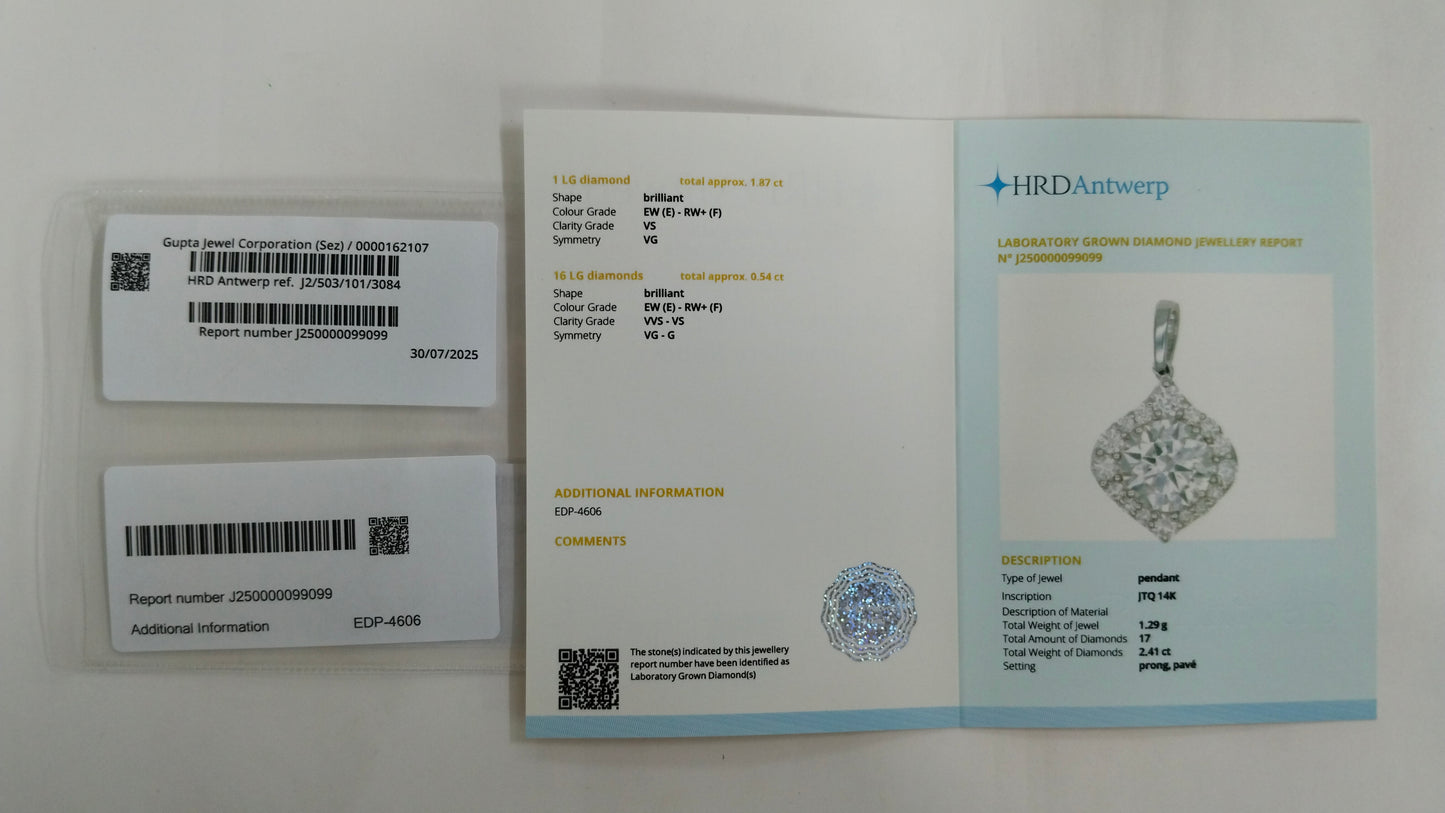 Gupta Jewel Corporation (Sez) / 0000162107
HRD Antwerp ref. J2/503/101/3084
Report number J250000099099
30/07/2025
Report number J250000099099
Additional Information EDP-4606
1 LG diamond total approx. 1.87 ct
Shape brilliant
Colour Grade EW (E) - RW+ (F)
Clarity Grade VS
Symmetry VG
16 LG diamonds total approx. 0.54 ct
Shape brilliant
Colour Grade EW (E) - RW+ (F)
Clarity Grade VVS - VS
Symmetry VG - G
ADDITIONAL INFORMATION
EDP-4606
COMMENTS
The stone(s) indicated by this jewellery
report number have been identified as
Laboratory Grown Diamond(s)
HRDAntwerp
LABORATORY GROWN DIAMOND JEWELLERY REPORT
N° J250000099099
DESCRIPTION
Type of Jewel pendant
Inscription JTQ 14K
Description of Material
Total Weight of Jewel 1.29 g
Total Amount of Diamonds 17
Total Weight of Diamonds 2.41 ct
Setting prong, pavé